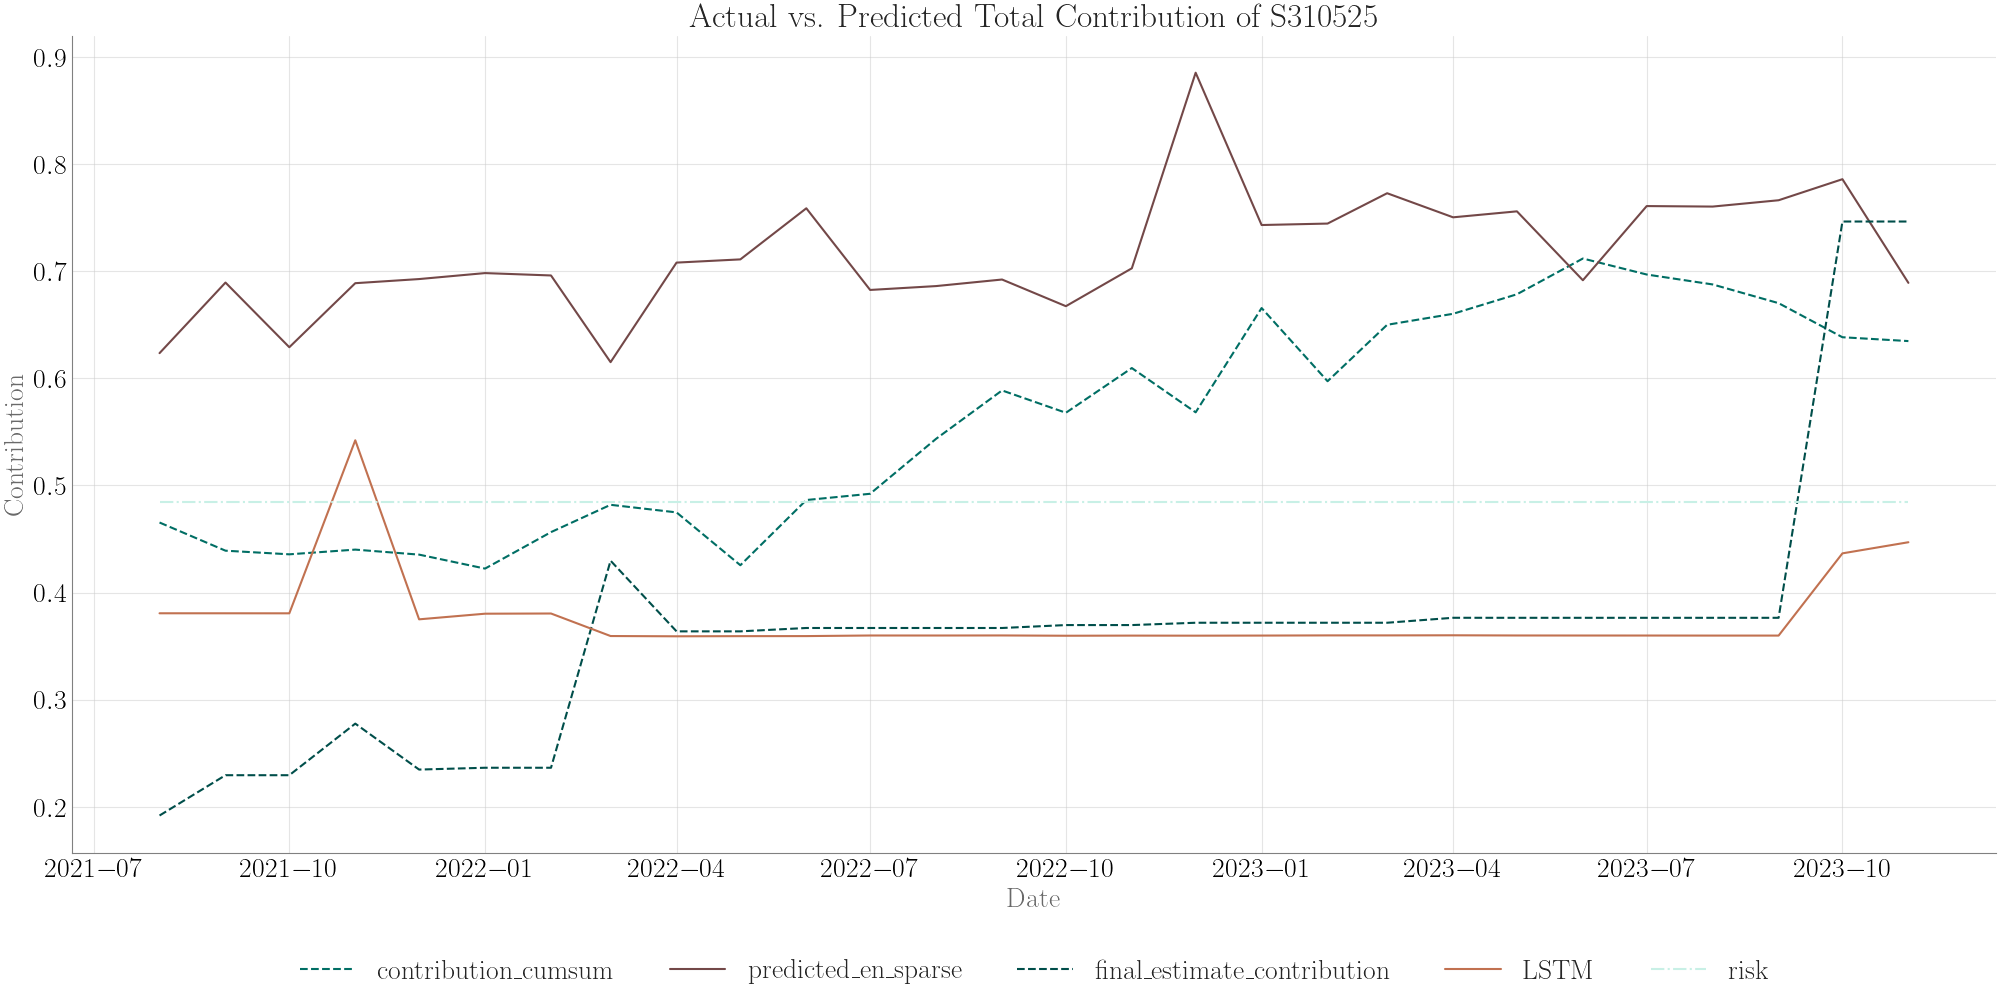 Actual vs. Predicted Total Contribution of S310525
0.9
0.8
0.7
0.6
0.5
0.4
0.3
0.2
Contribution
2021−07 2021−10 2022−01 2022−04 2022−07 2022−10 2023−01 2023−04 2023−07 2023−10
Date
contribution_cumsum predicted_en_sparse final_estimate_contribution LSTM risk